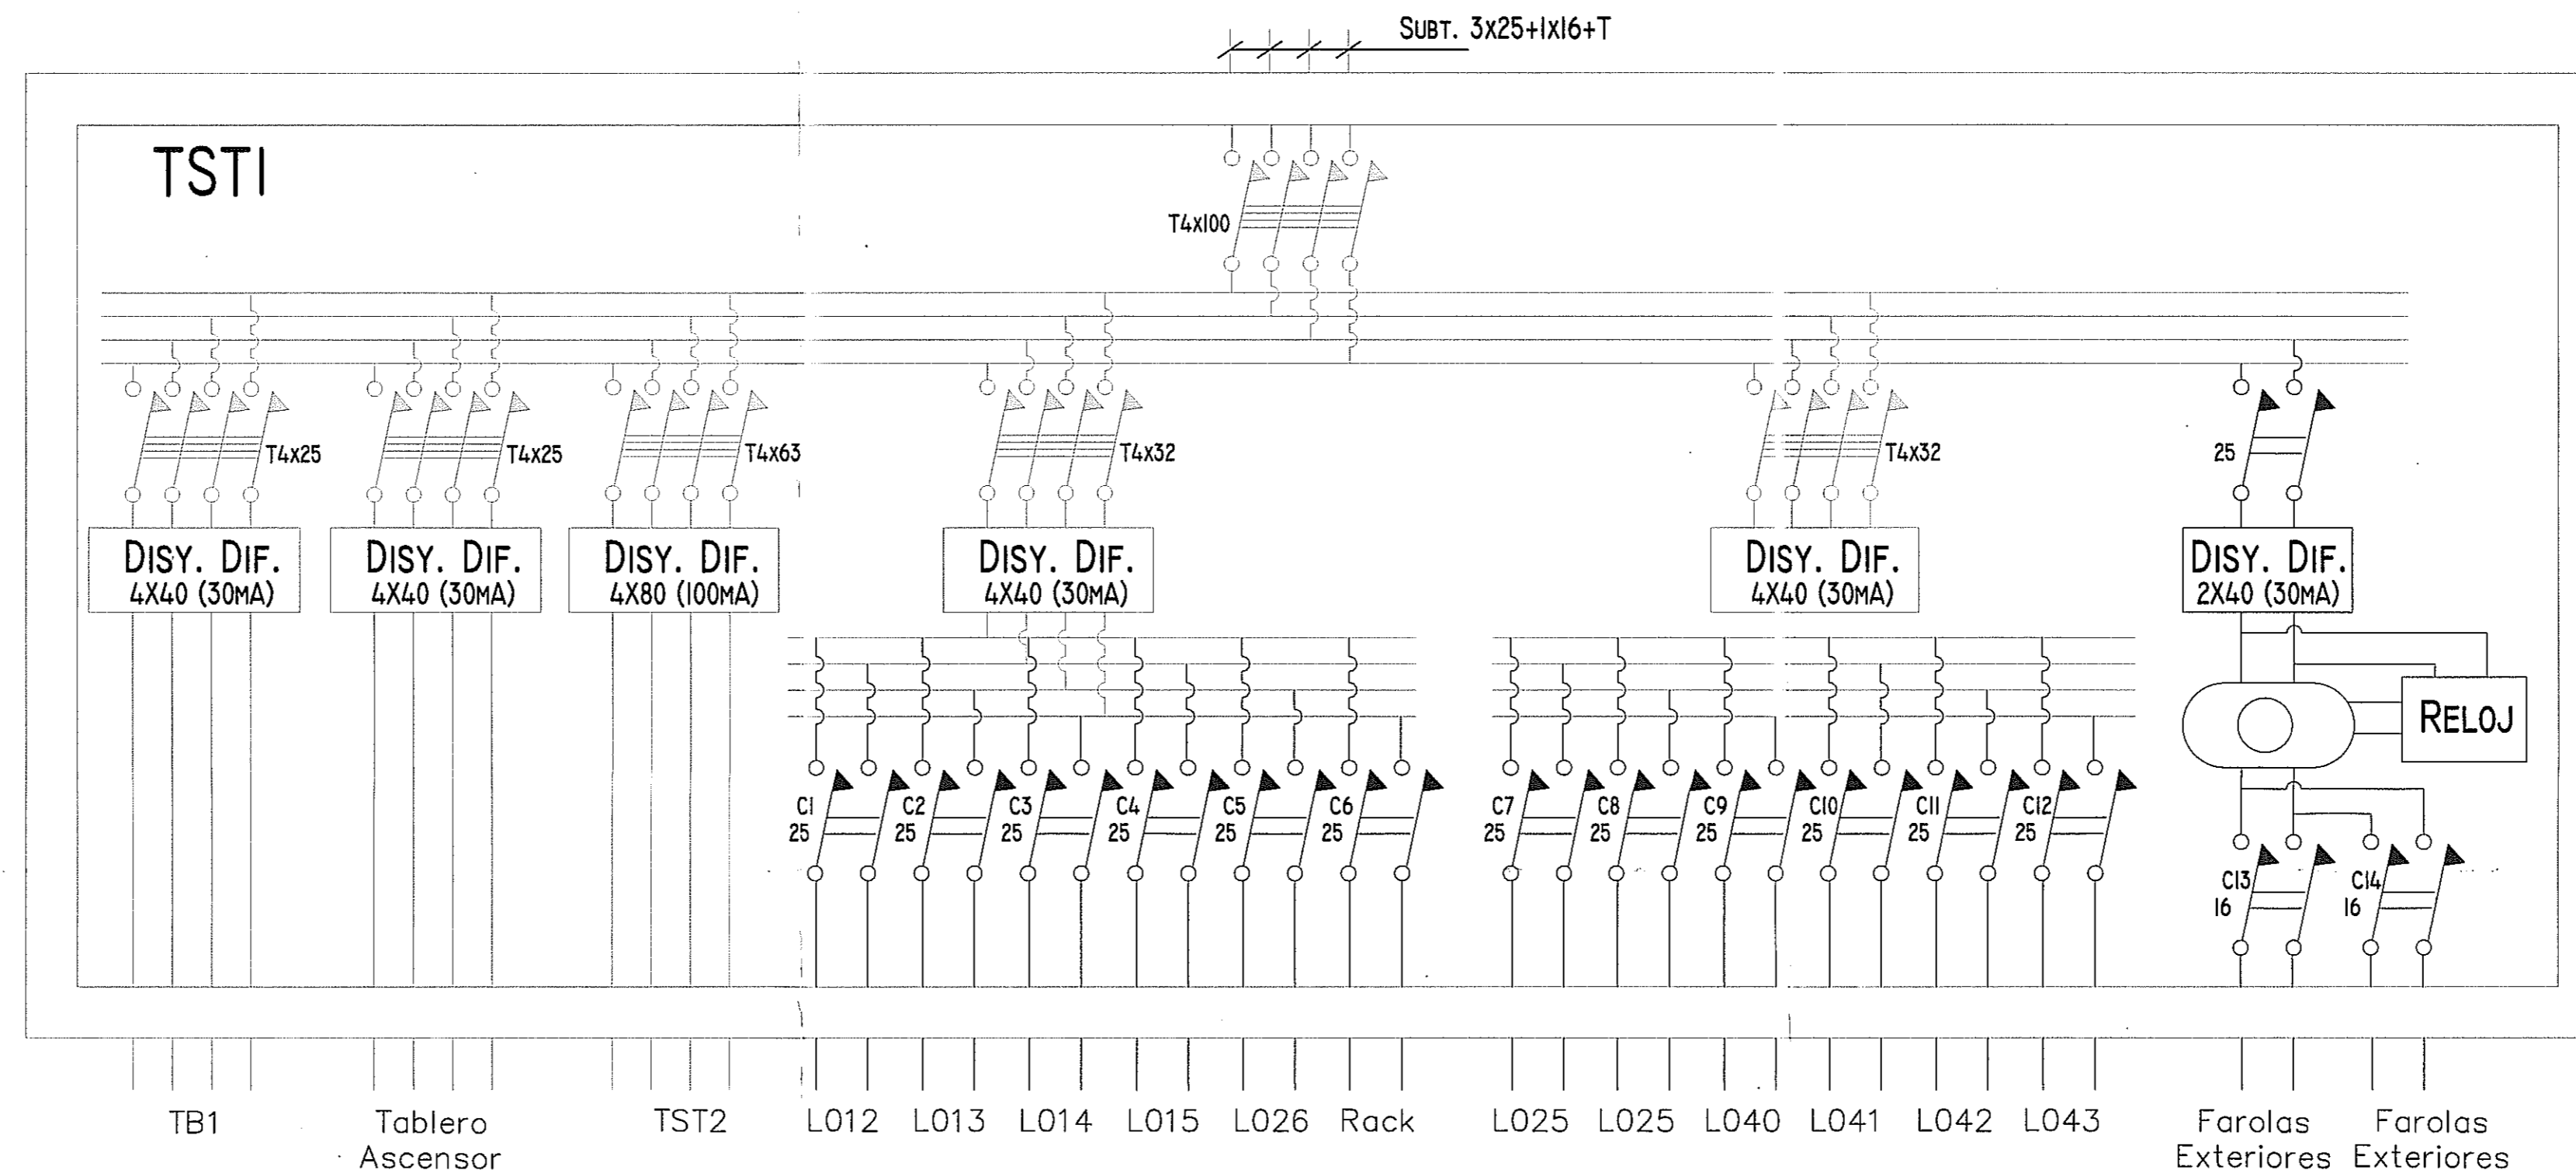 SUBT. 3X25+1X16+T
TST1
T4X100
T4X25
T4X25
T4X63
T4X32
T4X32
25
DISY. DIF.
4X40 (30MA)
DISY. DIF.
4X40 (30MA)
DISY. DIF.
4X80 (100MA)
DISY. DIF.
4X40 (30MA)
DISY. DIF.
4X40 (30MA)
DISY. DIF.
2X40 (30MA)
RELOJ
C1
25
C2
25
C3
25
C4
25
C5
25
C6
25
C7
25
C8
25
C9
25
C10
25
C11
25
C12
25
C13
16
C14
16
TB1
Tablero
Ascensor
TST2
L012
L013
L014
L015
L026
Rack
L025
L025
L040
L041
L042
L043
Farolas
Exteriores
Farolas
Exteriores